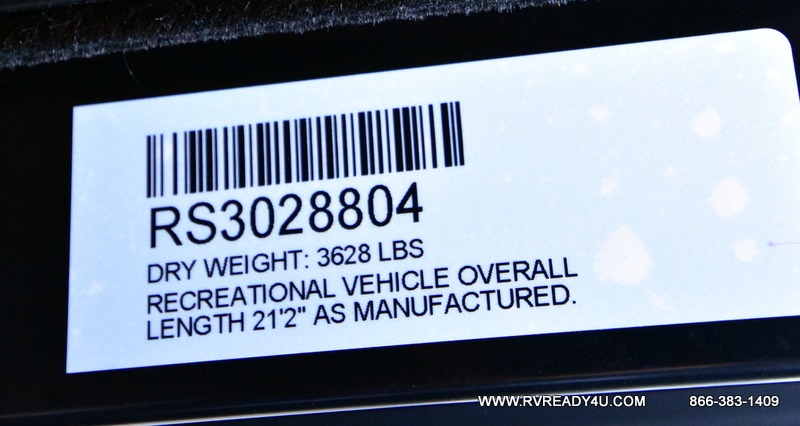 RS3028804
DRY WEIGHT: 3628 LBS
RECREATIONAL VEHICLE OVERALL
LENGTH 21'2" AS MANUFACTURED.
WWW.RVREADY4U.COM 866-383-1409